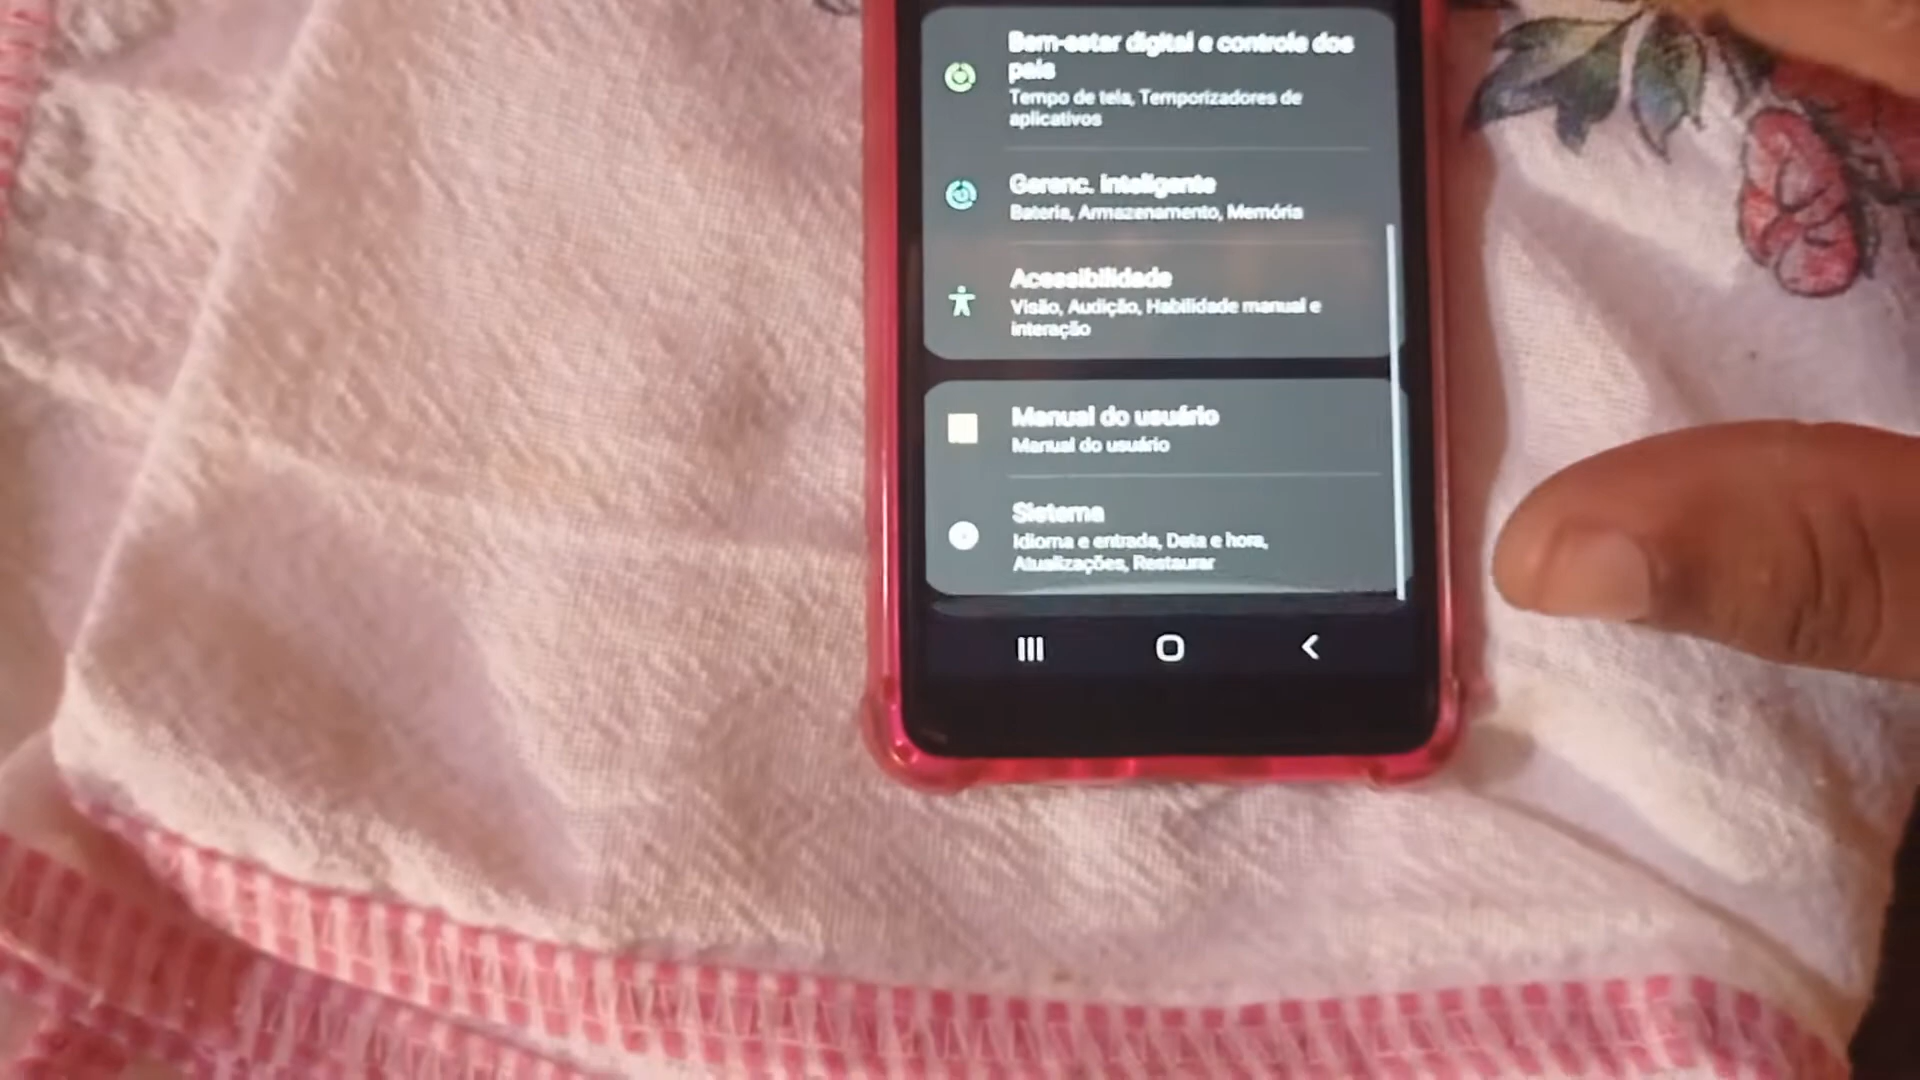 Bem-estar digital e controle dos
pais
Tempo de tela, Temporizadores de
aplicativos
Gerenc. inteligente
Bateria, Armazenamento, Memória
Acessibilidade
Visão, Audição, Habilidade manual e
interação
Manual do usuário
Manual do usuário
Sistema
Idioma e entrada, Data e hora,
Atualizações, Restaurar